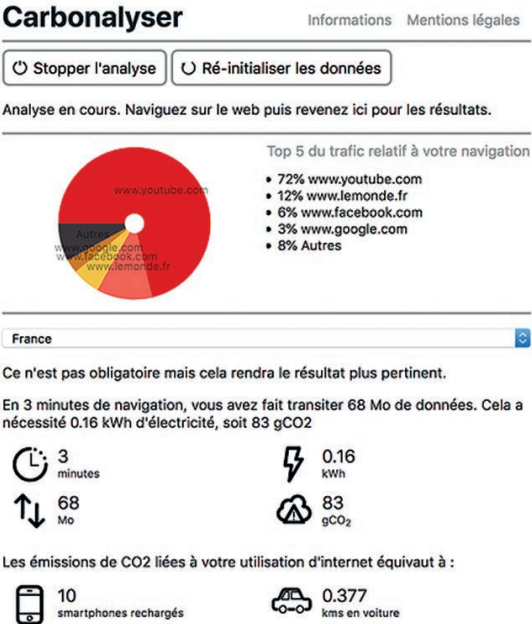 Carbonalyser
Informations Mentions légales
Stopper l'analyse
Ré-initialiser les données
Analyse en cours. Naviguez sur le web puis revenez ici pour les résultats.
Top 5 du trafic relatif à votre navigation
• 72% www.youtube.com
• 12% www.lemonde.fr
• 6% www.facebook.com
• 3% www.google.com
• 8% Autres
www.youtube.com
Autres
www.google.com
www.facebook.com
www.lemonde.fr
France
Ce n'est pas obligatoire mais cela rendra le résultat plus pertinent.
En 3 minutes de navigation, vous avez fait transiter 68 Mo de données. Cela a
nécessité 0.16 kWh d'électricité, soit 83 gCO2
3
minutes
0.16
kWh
68
Mo
83
gCO₂
Les émissions de CO2 liées à votre utilisation d'internet équivaut à :
10
smartphones rechargés
0.377
kms en voiture